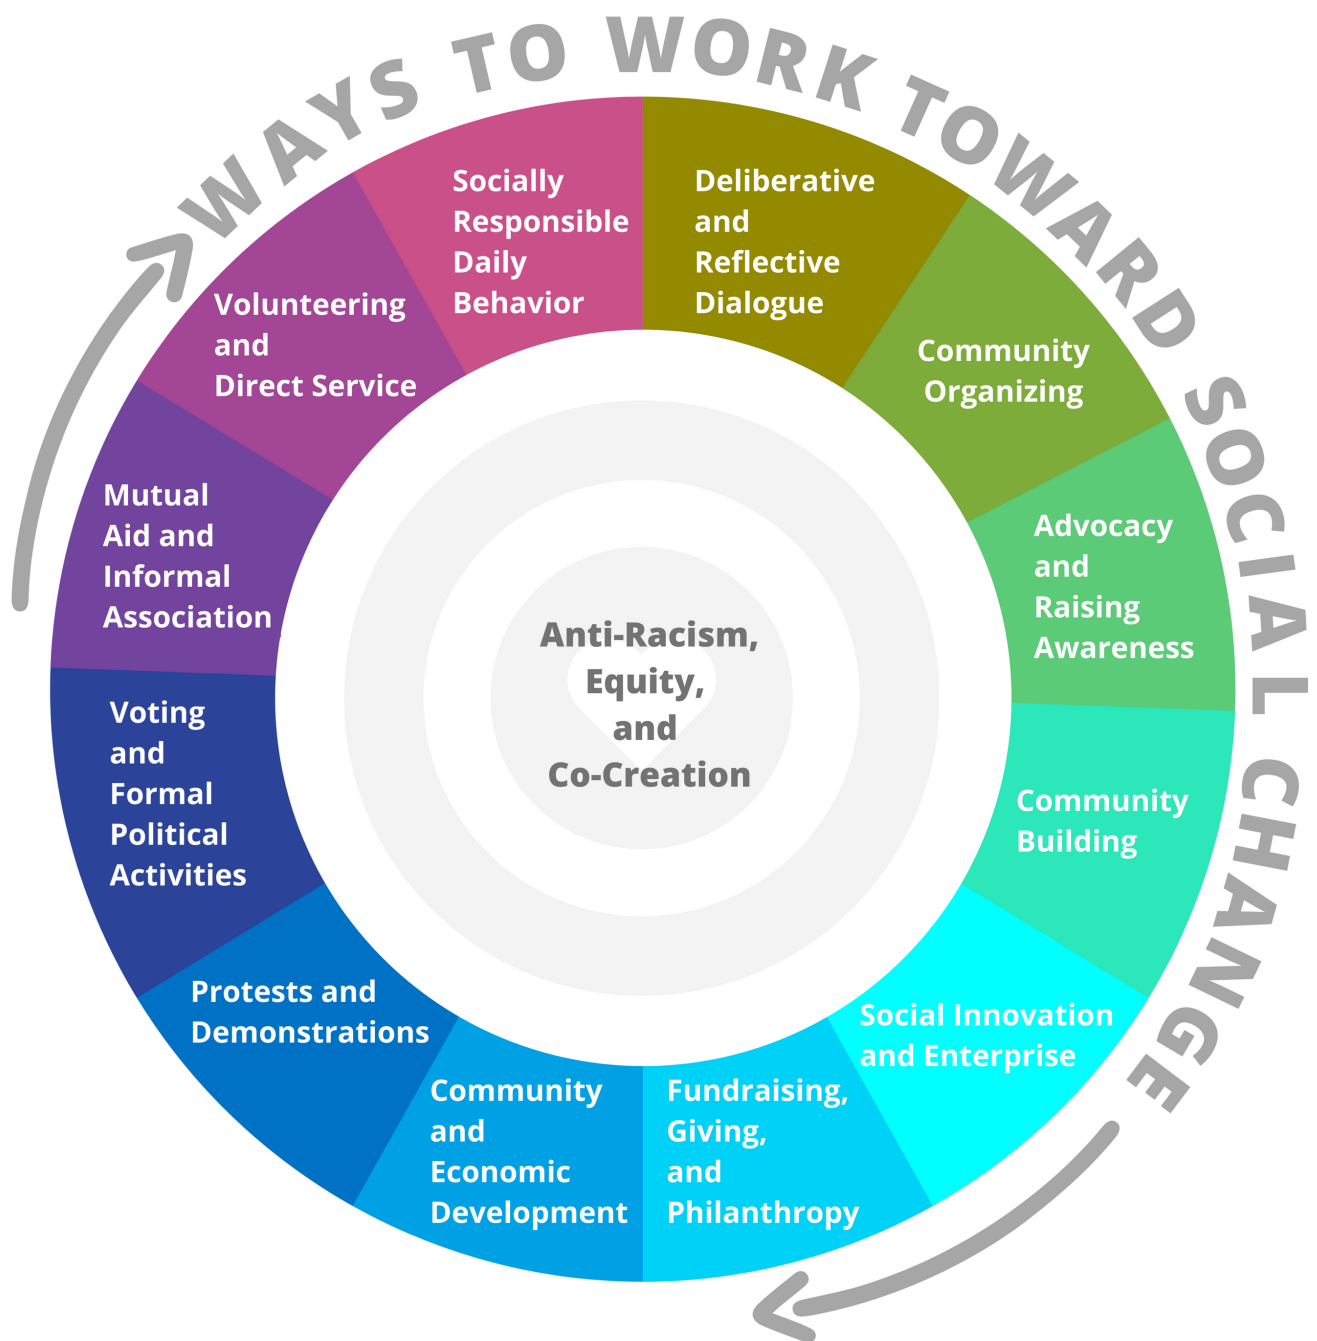 WAYS TO WORK TOWARD SOCIAL CHANGE
Deliberative
and
Reflective
Dialogue
Community
Organizing
Advocacy
and
Raising
Awareness
Community
Building
Social Innovation
and Enterprise
Fundraising,
Giving,
and
Philanthropy
Community
and
Economic
Development
Protests and
Demonstrations
Voting
and
Formal
Political
Activities
Mutual
Aid and
Informal
Association
Volunteering
and
Direct Service
Socially
Responsible
Daily
Behavior
Anti-Racism,
Equity,
and
Co-Creation